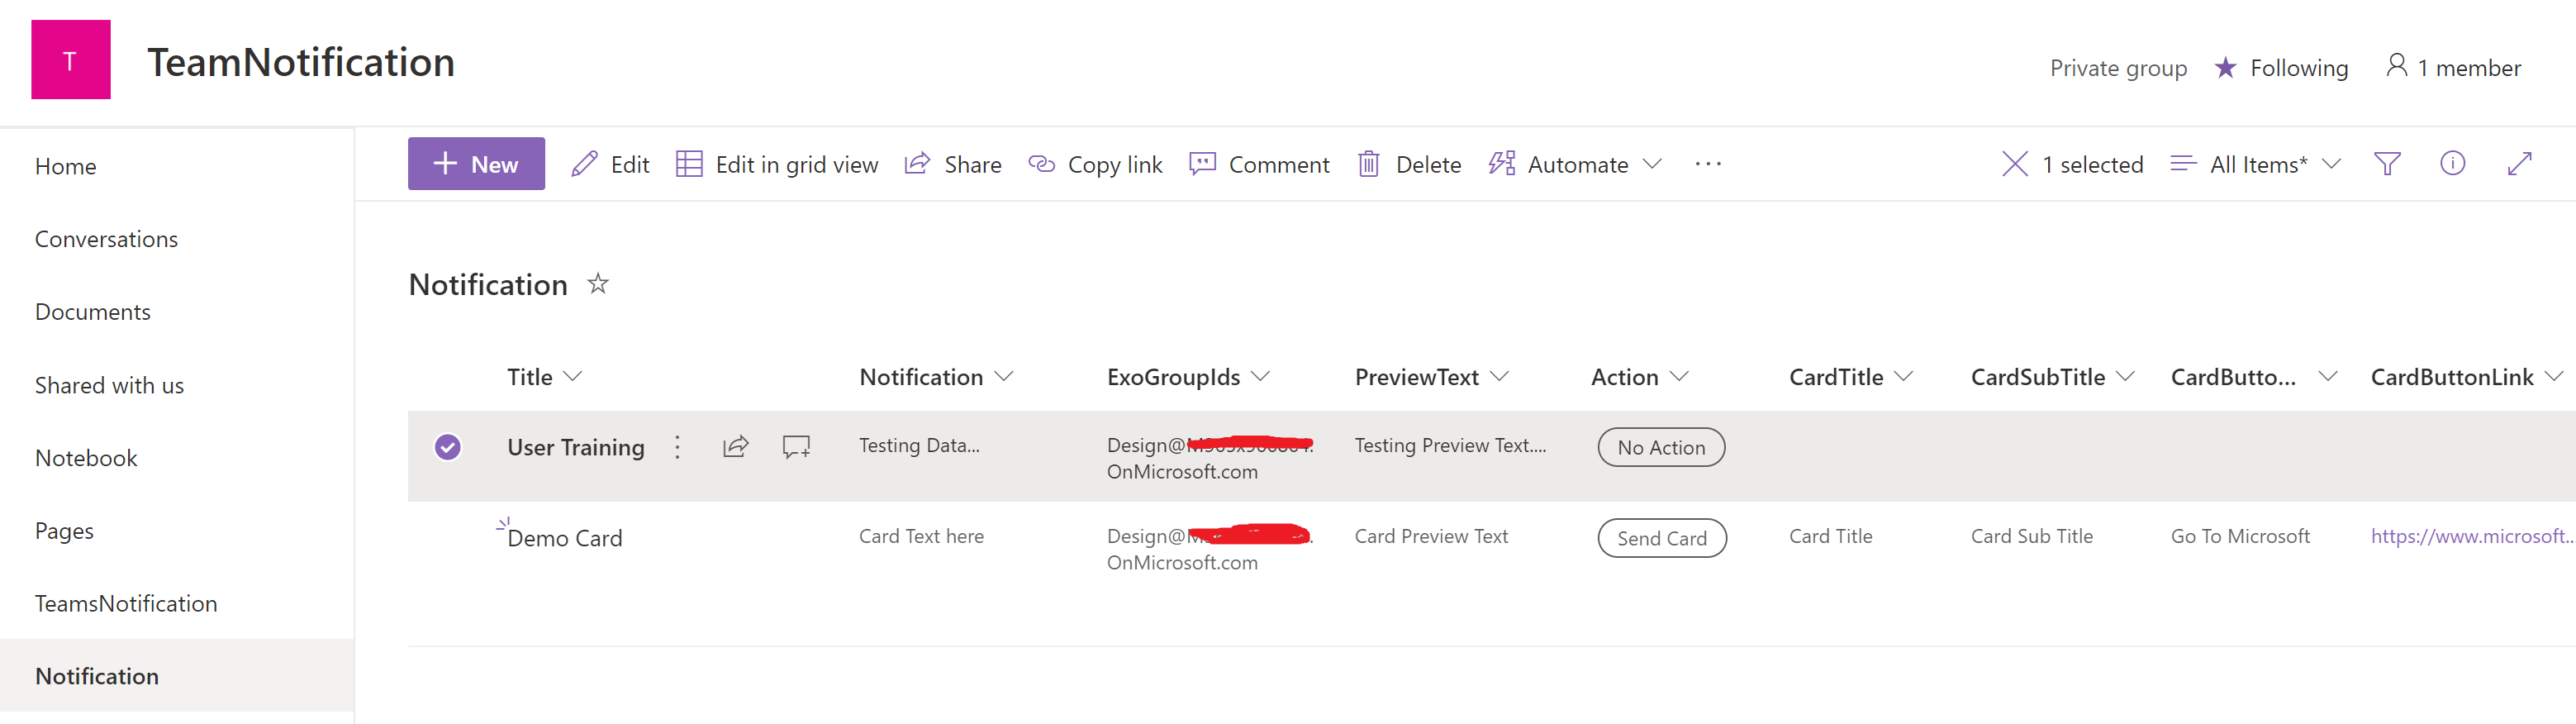 T
TeamNotification
Private group
Following
1 member
Home
Conversations
Documents
Shared with us
Notebook
Pages
TeamsNotification
Notification
New
Edit
Edit in grid view
Share
Copy link
Comment
Delete
Automate
1 selected
All Items*
Notification
Title
Notification
ExoGroupIds
PreviewText
Action
CardTitle
CardSubTitle
CardButto...
CardButtonLink
User Training
Testing Data...
Design@
OnMicrosoft.com
Testing Preview Text....
No Action
Demo Card
Card Text here
Design@
OnMicrosoft.com
Card Preview Text
Send Card
Card Title
Card Sub Title
Go To Microsoft
https://www.microsoft...